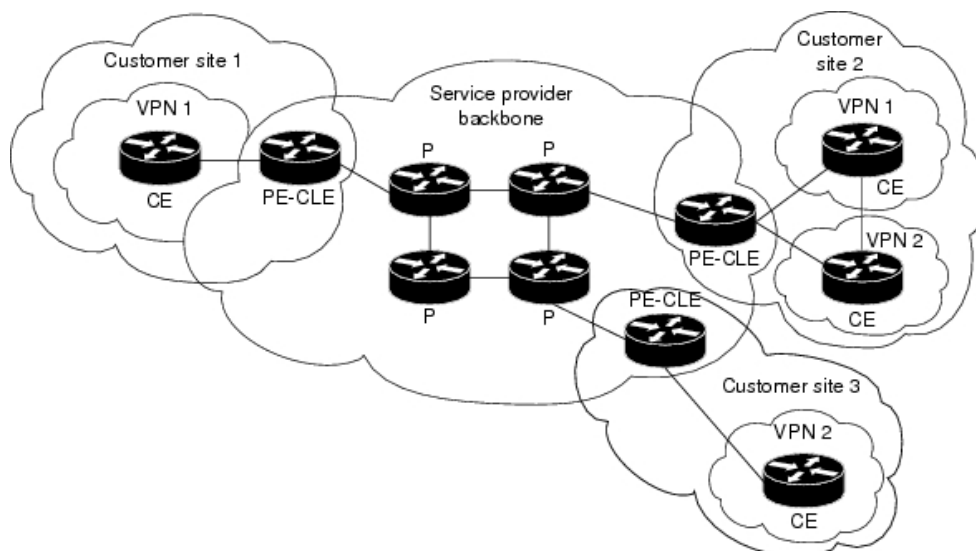 Customer site 1
VPN 1
CE
PE-CLE
Service provider
backbone
P
P
P
P
Customer
site 2
VPN 1
CE
PE-CLE
VPN 2
CE
PE-CLE
Customer site 3
VPN 2
CE